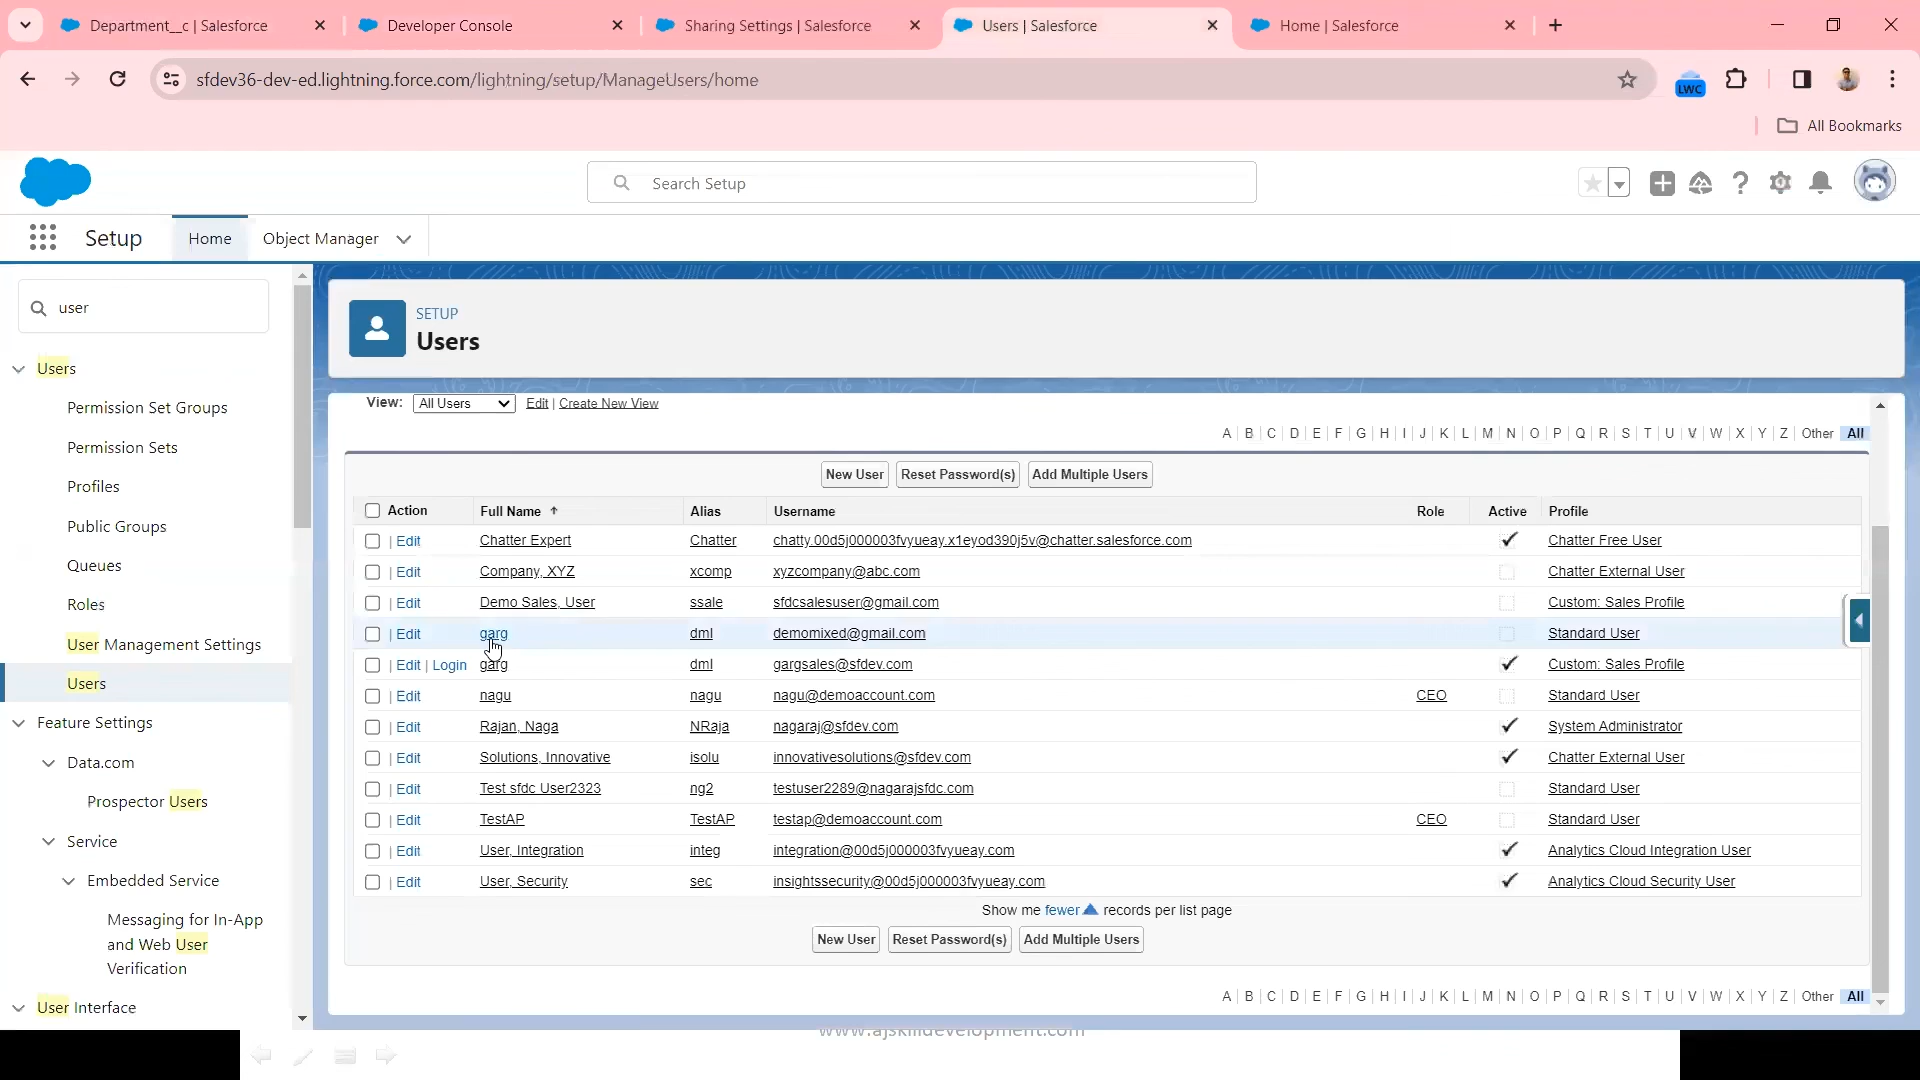 Department__c | Salesforce
Developer Console
Sharing Settings | Salesforce
Users | Salesforce
Home | Salesforce
sfdev36-dev-ed.lightning.force.com/lightning/setup/ManageUsers/home
LWC
All Bookmarks
Search Setup
Setup
Home
Object Manager
user
Users
Permission Set Groups
Permission Sets
Profiles
Public Groups
Queues
Roles
User Management Settings
Users
Feature Settings
Data.com
Prospector Users
Service
Embedded Service
Messaging for In-App
and Web User
Verification
User Interface
SETUP
Users
View: All Users Edit | Create New View
A | B | C | D | E | F | G | H | I | J | K | L | M | N | O | P | Q | R | S | T | U | V | W | X | Y | Z | Other | All
New User Reset Password(s) Add Multiple Users
Action Full Name Alias Username Role Active Profile
| Edit Chatter Expert Chatter chatty.00d5j000003fvyueay.x1eyod390j5v@chatter.salesforce.com Chatter Free User
| Edit Company, XYZ xcomp xyzcompany@abc.com Chatter External User
| Edit Demo Sales, User ssale sfdcsalesuser@gmail.com Custom: Sales Profile
| Edit garg dml demomixed@gmail.com Standard User
| Edit | Login garg dml gargsales@sfdev.com Custom: Sales Profile
| Edit nagu nagu nagu@demoaccount.com CEO Standard User
| Edit Rajan, Naga NRaja nagaraj@sfdev.com System Administrator
| Edit Solutions, Innovative isolu innovativesolutions@sfdev.com Chatter External User
| Edit Test sfdc User2323 ng2 testuser2289@nagarajsfdc.com Standard User
| Edit TestAP TestAP testap@demoaccount.com CEO Standard User
| Edit User, Integration integ integration@00d5j000003fvyueay.com Analytics Cloud Integration User
| Edit User, Security sec insightssecurity@00d5j000003fvyueay.com Analytics Cloud Security User
Show me fewer records per list page
New User Reset Password(s) Add Multiple Users
A | B | C | D | E | F | G | H | I | J | K | L | M | N | O | P | Q | R | S | T | U | V | W | X | Y | Z | Other | All
www.ajskilldevelopment.com